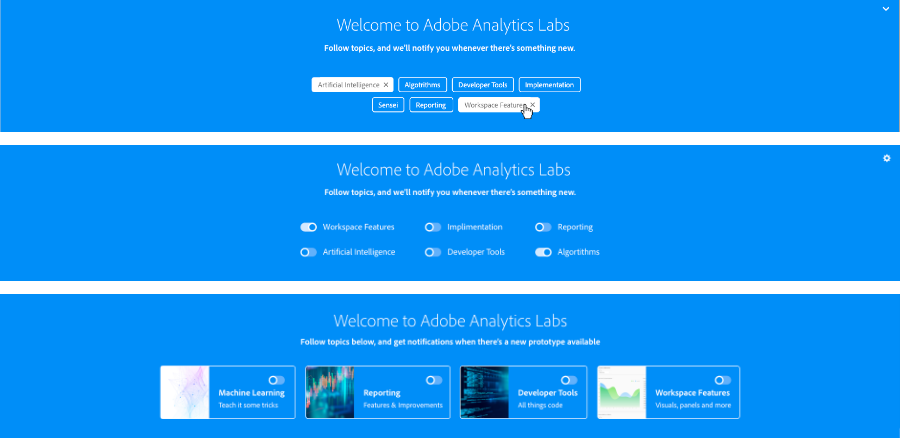 Welcome to Adobe Analytics Labs
Follow topics, and we'll notify you whenever there's something new.
Artificial Intelligence × Algotrithms Developer Tools Implementation
Sensei Reporting Workspace Features ×
Welcome to Adobe Analytics Labs
Follow topics, and we'll notify you whenever there's something new.
Workspace Features Implimentation Reporting
Artificial Intelligence Developer Tools Algortithms
Welcome to Adobe Analytics Labs
Follow topics below, and get notifications when there's a new prototype available
Machine Learning Reporting Developer Tools Workspace Features
Teach it some tricks Features & Improvements All things code Visuals, panels and more